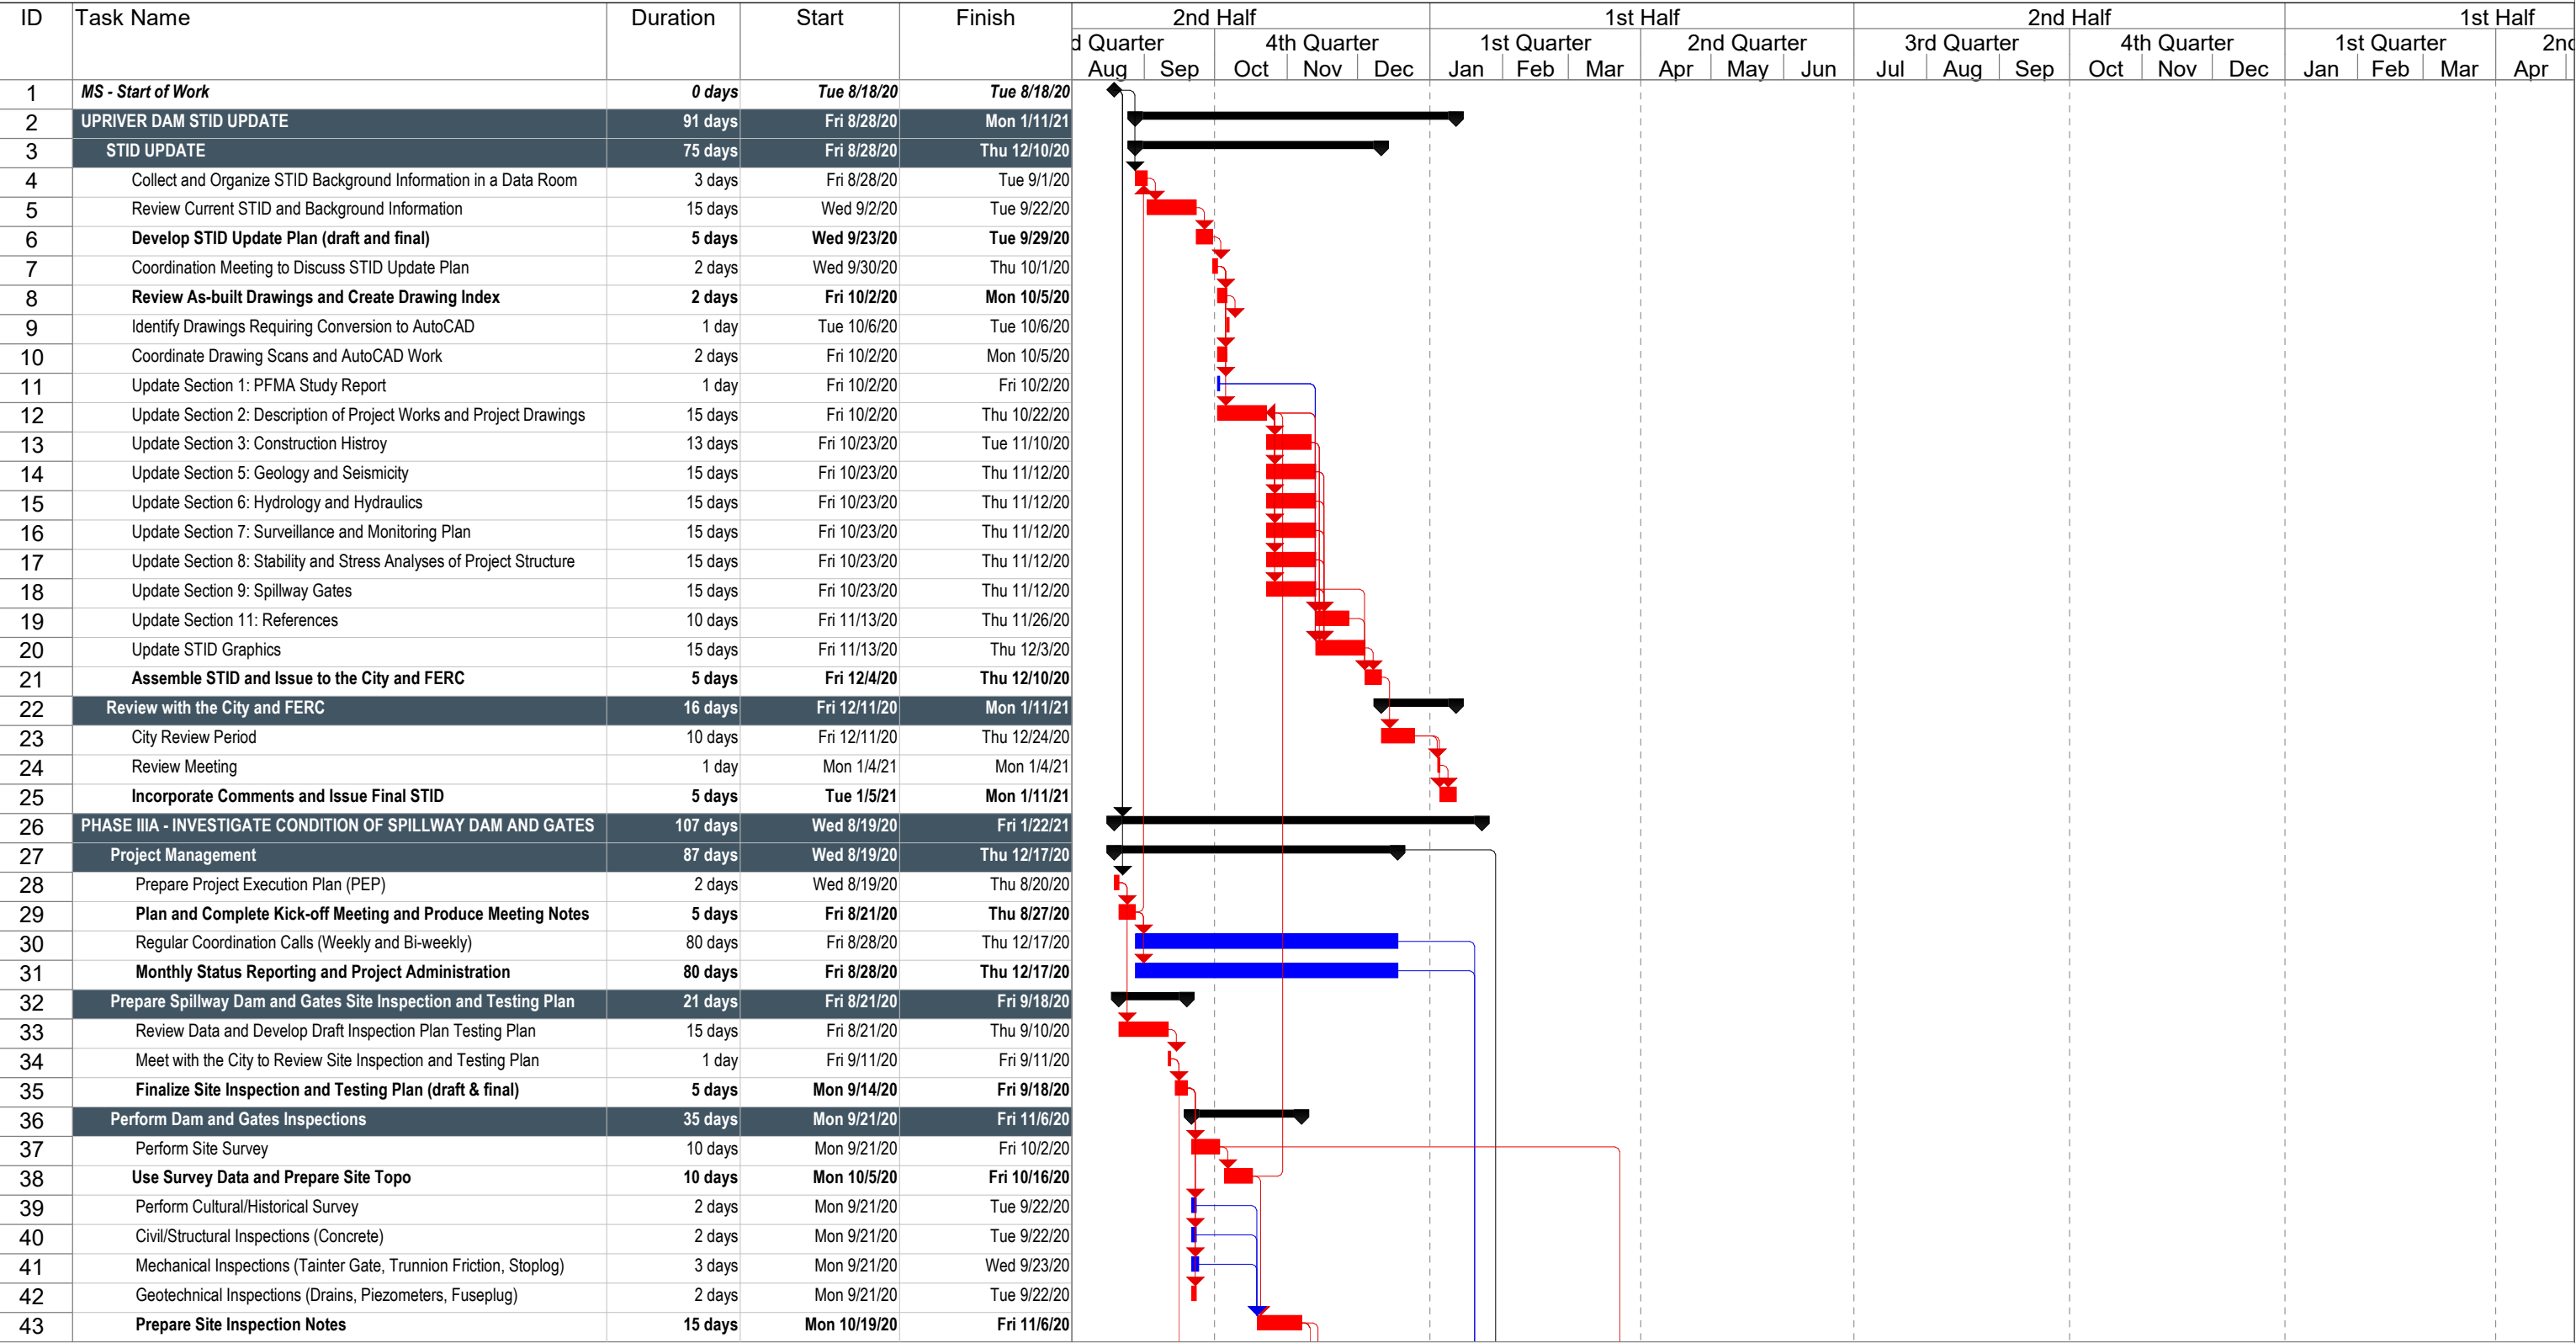 ID Task Name Duration Start Finish 2nd Half 1st Half 2nd Half 1st Half
d Quarter 4th Quarter 1st Quarter 2nd Quarter 3rd Quarter 4th Quarter 1st Quarter 2nd
Aug Sep Oct Nov Dec Jan Feb Mar Apr May Jun Jul Aug Sep Oct Nov Dec Jan Feb Mar Apr
1 MS - Start of Work 0 days Tue 8/18/20 Tue 8/18/20
2 UPRIVER DAM STID UPDATE 91 days Fri 8/28/20 Mon 1/11/21
3 STID UPDATE 75 days Fri 8/28/20 Thu 12/10/20
4 Collect and Organize STID Background Information in a Data Room 3 days Fri 8/28/20 Tue 9/1/20
5 Review Current STID and Background Information 15 days Wed 9/2/20 Tue 9/22/20
6 Develop STID Update Plan (draft and final) 5 days Wed 9/23/20 Tue 9/29/20
7 Coordination Meeting to Discuss STID Update Plan 2 days Wed 9/30/20 Thu 10/1/20
8 Review As-built Drawings and Create Drawing Index 2 days Fri 10/2/20 Mon 10/5/20
9 Identify Drawings Requiring Conversion to AutoCAD 1 day Tue 10/6/20 Tue 10/6/20
10 Coordinate Drawing Scans and AutoCAD Work 2 days Fri 10/2/20 Mon 10/5/20
11 Update Section 1: PFMA Study Report 1 day Fri 10/2/20 Fri 10/2/20
12 Update Section 2: Description of Project Works and Project Drawings 15 days Fri 10/2/20 Thu 10/22/20
13 Update Section 3: Construction Histroy 13 days Fri 10/23/20 Tue 11/10/20
14 Update Section 5: Geology and Seismicity 15 days Fri 10/23/20 Thu 11/12/20
15 Update Section 6: Hydrology and Hydraulics 15 days Fri 10/23/20 Thu 11/12/20
16 Update Section 7: Surveillance and Monitoring Plan 15 days Fri 10/23/20 Thu 11/12/20
17 Update Section 8: Stability and Stress Analyses of Project Structure 15 days Fri 10/23/20 Thu 11/12/20
18 Update Section 9: Spillway Gates 15 days Fri 10/23/20 Thu 11/12/20
19 Update Section 11: References 10 days Fri 11/13/20 Thu 11/26/20
20 Update STID Graphics 15 days Fri 11/13/20 Thu 12/3/20
21 Assemble STID and Issue to the City and FERC 5 days Fri 12/4/20 Thu 12/10/20
22 Review with the City and FERC 16 days Fri 12/11/20 Mon 1/11/21
23 City Review Period 10 days Fri 12/11/20 Thu 12/24/20
24 Review Meeting 1 day Mon 1/4/21 Mon 1/4/21
25 Incorporate Comments and Issue Final STID 5 days Tue 1/5/21 Mon 1/11/21
26 PHASE IIIA - INVESTIGATE CONDITION OF SPILLWAY DAM AND GATES 107 days Wed 8/19/20 Fri 1/22/21
27 Project Management 87 days Wed 8/19/20 Thu 12/17/20
28 Prepare Project Execution Plan (PEP) 2 days Wed 8/19/20 Thu 8/20/20
29 Plan and Complete Kick-off Meeting and Produce Meeting Notes 5 days Fri 8/21/20 Thu 8/27/20
30 Regular Coordination Calls (Weekly and Bi-weekly) 80 days Fri 8/28/20 Thu 12/17/20
31 Monthly Status Reporting and Project Administration 80 days Fri 8/28/20 Thu 12/17/20
32 Prepare Spillway Dam and Gates Site Inspection and Testing Plan 21 days Fri 8/21/20 Fri 9/18/20
33 Review Data and Develop Draft Inspection Plan Testing Plan 15 days Fri 8/21/20 Thu 9/10/20
34 Meet with the City to Review Site Inspection and Testing Plan 1 day Fri 9/11/20 Fri 9/11/20
35 Finalize Site Inspection and Testing Plan (draft & final) 5 days Mon 9/14/20 Fri 9/18/20
36 Perform Dam and Gates Inspections 35 days Mon 9/21/20 Fri 11/6/20
37 Perform Site Survey 10 days Mon 9/21/20 Fri 10/2/20
38 Use Survey Data and Prepare Site Topo 10 days Mon 10/5/20 Fri 10/16/20
39 Perform Cultural/Historical Survey 2 days Mon 9/21/20 Tue 9/22/20
40 Civil/Structural Inspections (Concrete) 2 days Mon 9/21/20 Tue 9/22/20
41 Mechanical Inspections (Tainter Gate, Trunnion Friction, Stoplog) 3 days Mon 9/21/20 Wed 9/23/20
42 Geotechnical Inspections (Drains, Piezometers, Fuseplug) 2 days Mon 9/21/20 Tue 9/22/20
43 Prepare Site Inspection Notes 15 days Mon 10/19/20 Fri 11/6/20